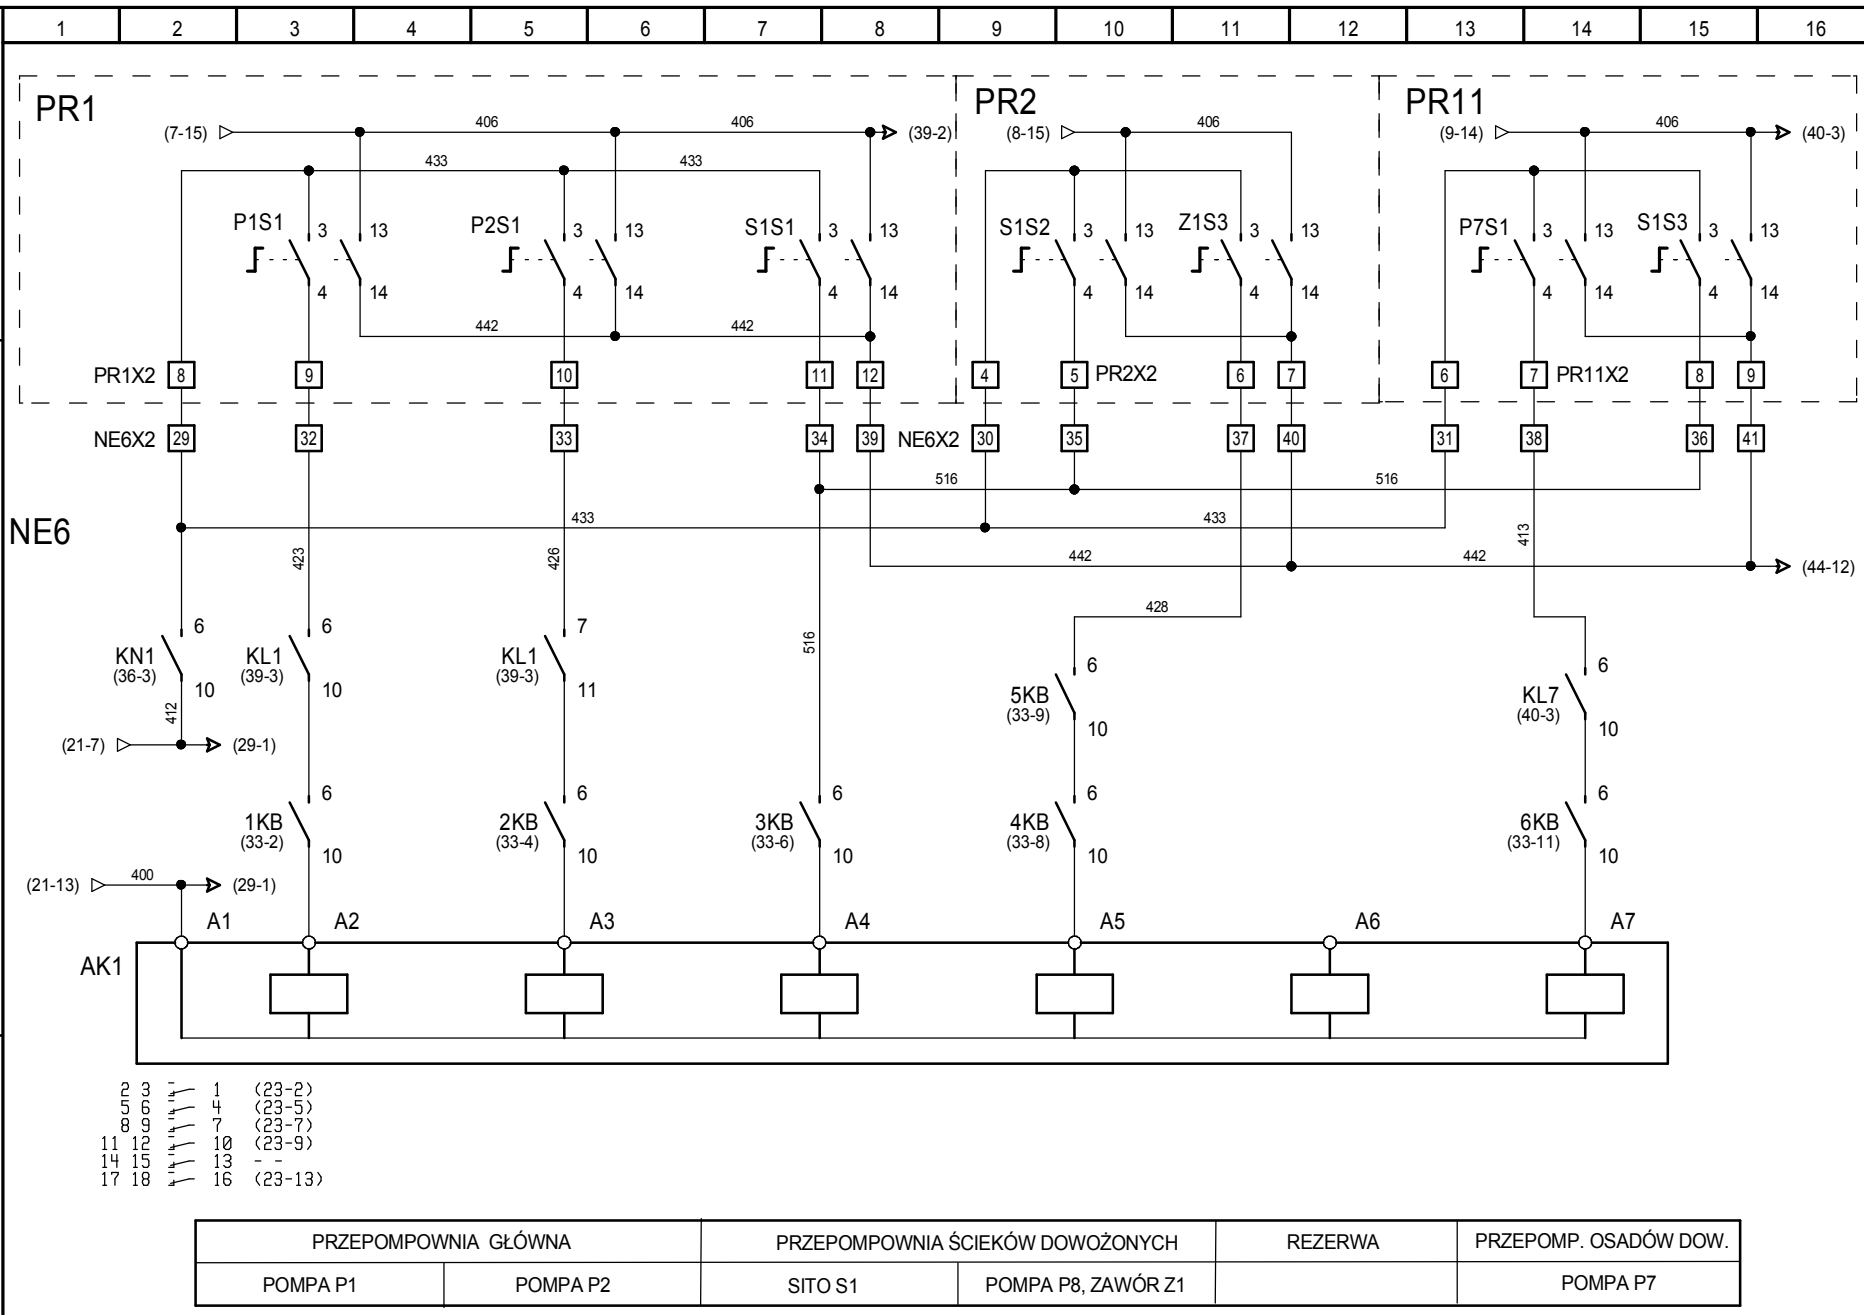 1 2 3 4 5 6 7 8 9 10 11 12 13 14 15 16
PR1 PR2 PR11
(7-15) 406 406 (39-2) (8-15) 406 (9-14) 406 (40-3)
433 433
P1S1 3 13 P2S1 3 13 S1S1 3 13 S1S2 3 13 Z1S3 3 13 P7S1 3 13 S1S3 3 13
4 14 4 14 4 14 4 14 4 14 4 14 4 14
442 442
PR1X2 8 9 10 11 12 4 5 PR2X2 6 7 6 7 PR11X2 8 9
NE6X2 29 32 33 34 39 NE6X2 30 35 37 40 31 38 36 41
516 516
NE6 433 433
423 426 413
442 442 (44-12)
428
516
6 6 7
KN1 KL1 KL1
(36-3) (39-3) (39-3)
10 10 11
6 6
5KB KL7
(33-9) (40-3)
10 10
412
(21-7) (29-1)
6 6 6 6 6
1KB 2KB 3KB 4KB 6KB
(33-2) (33-4) (33-6) (33-8) (33-11)
10 10 10 10 10
(21-13) 400 (29-1)
A1 A2 A3 A4 A5 A6 A7
AK1
2 3 1 (23-2)
5 6 4 (23-5)
8 9 7 (23-7)
11 12 10 (23-9)
14 15 13 - -
17 18 16 (23-13)
PRZEPOMPOWNIA GŁÓWNA PRZEPOMPOWNIA ŚCIEKÓW DOWOŻONYCH REZERWA PRZEPOMP. OSADÓW DOW.
POMPA P1 POMPA P2 SITO S1 POMPA P8, ZAWÓR Z1 POMPA P7